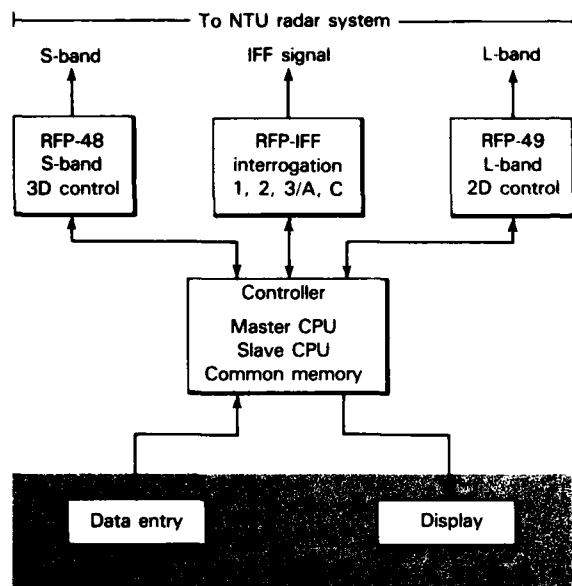 To NTU radar system
S-band
IFF signal
L-band
RFP-48
S-band
3D control
RFP-IFF
interrogation
1, 2, 3/A, C
RFP-49
L-band
2D control
Controller
Master CPU
Slave CPU
Common memory
Data entry
Display